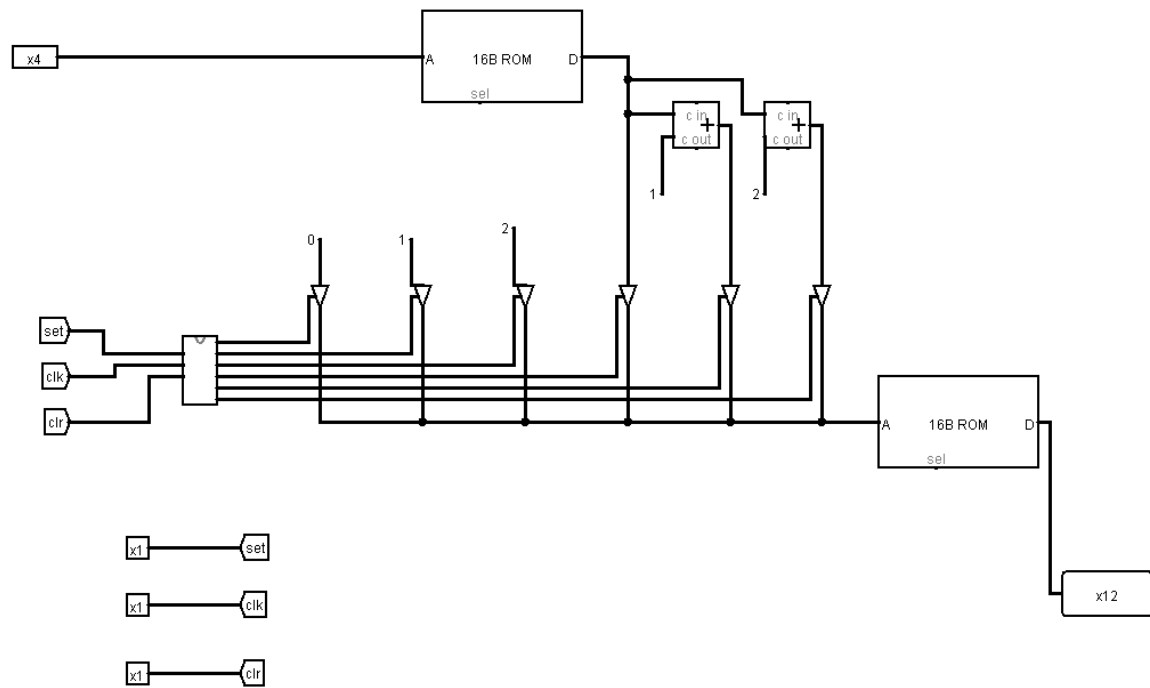 x4
A 16B ROM D
sel
c in
+
c out
c in
+
c out
1
2
0
1
2
set
clk
clr
A 16B ROM D
sel
x1 set
x1 clk
x1 clr
x12